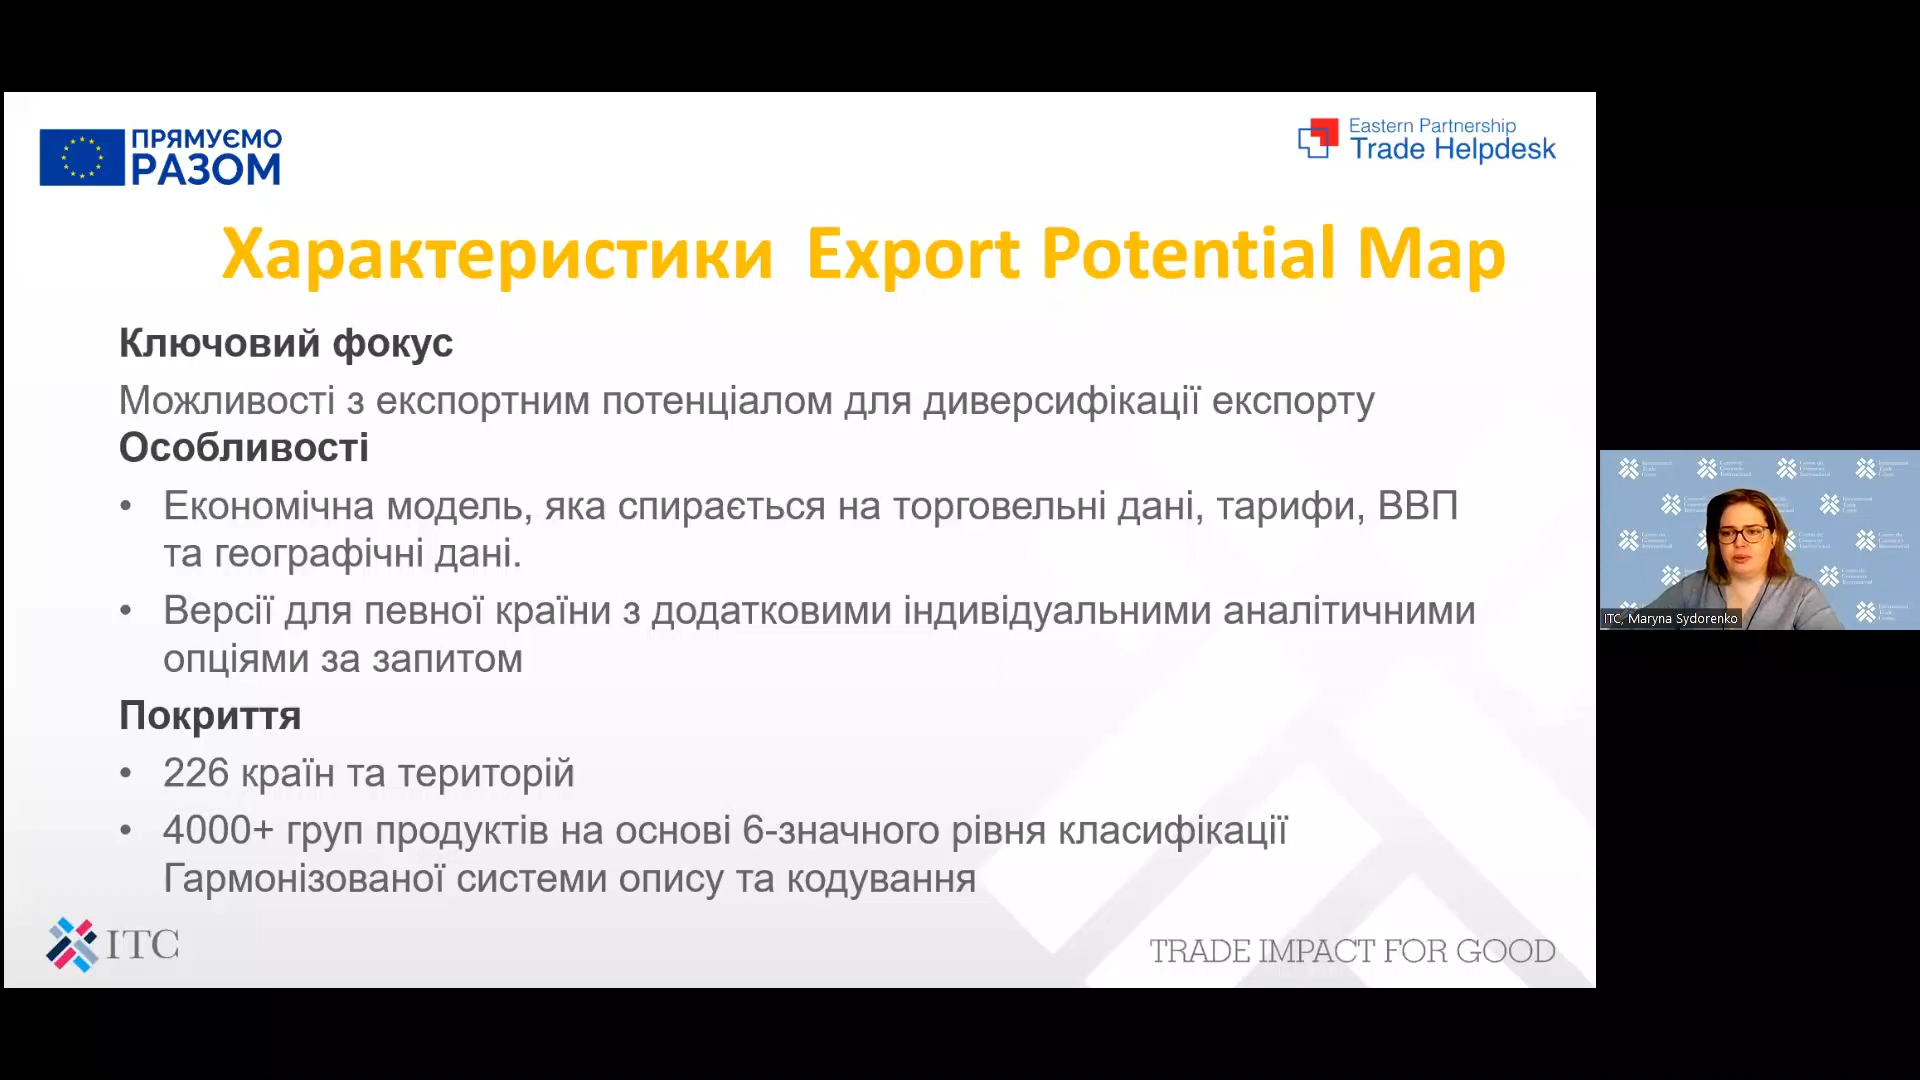 ПРЯМУЄМО
РАЗОМ
Eastern Partnership
Trade Helpdesk
Характеристики Export Potential Map
Ключовий фокус
Можливості з експортним потенціалом для диверсифікації експорту
Особливості
• Економічна модель, яка спирається на торговельні дані, тарифи, ВВП
та географічні дані.
• Версії для певної країни з додатковими індивідуальними аналітичними
опціями за запитом
Покриття
• 226 країн та територій
• 4000+ груп продуктів на основі 6-значного рівня класифікації
Гармонізованої системи опису та кодування
ITC
TRADE IMPACT FOR GOOD
ITC, Maryna Sydorenko